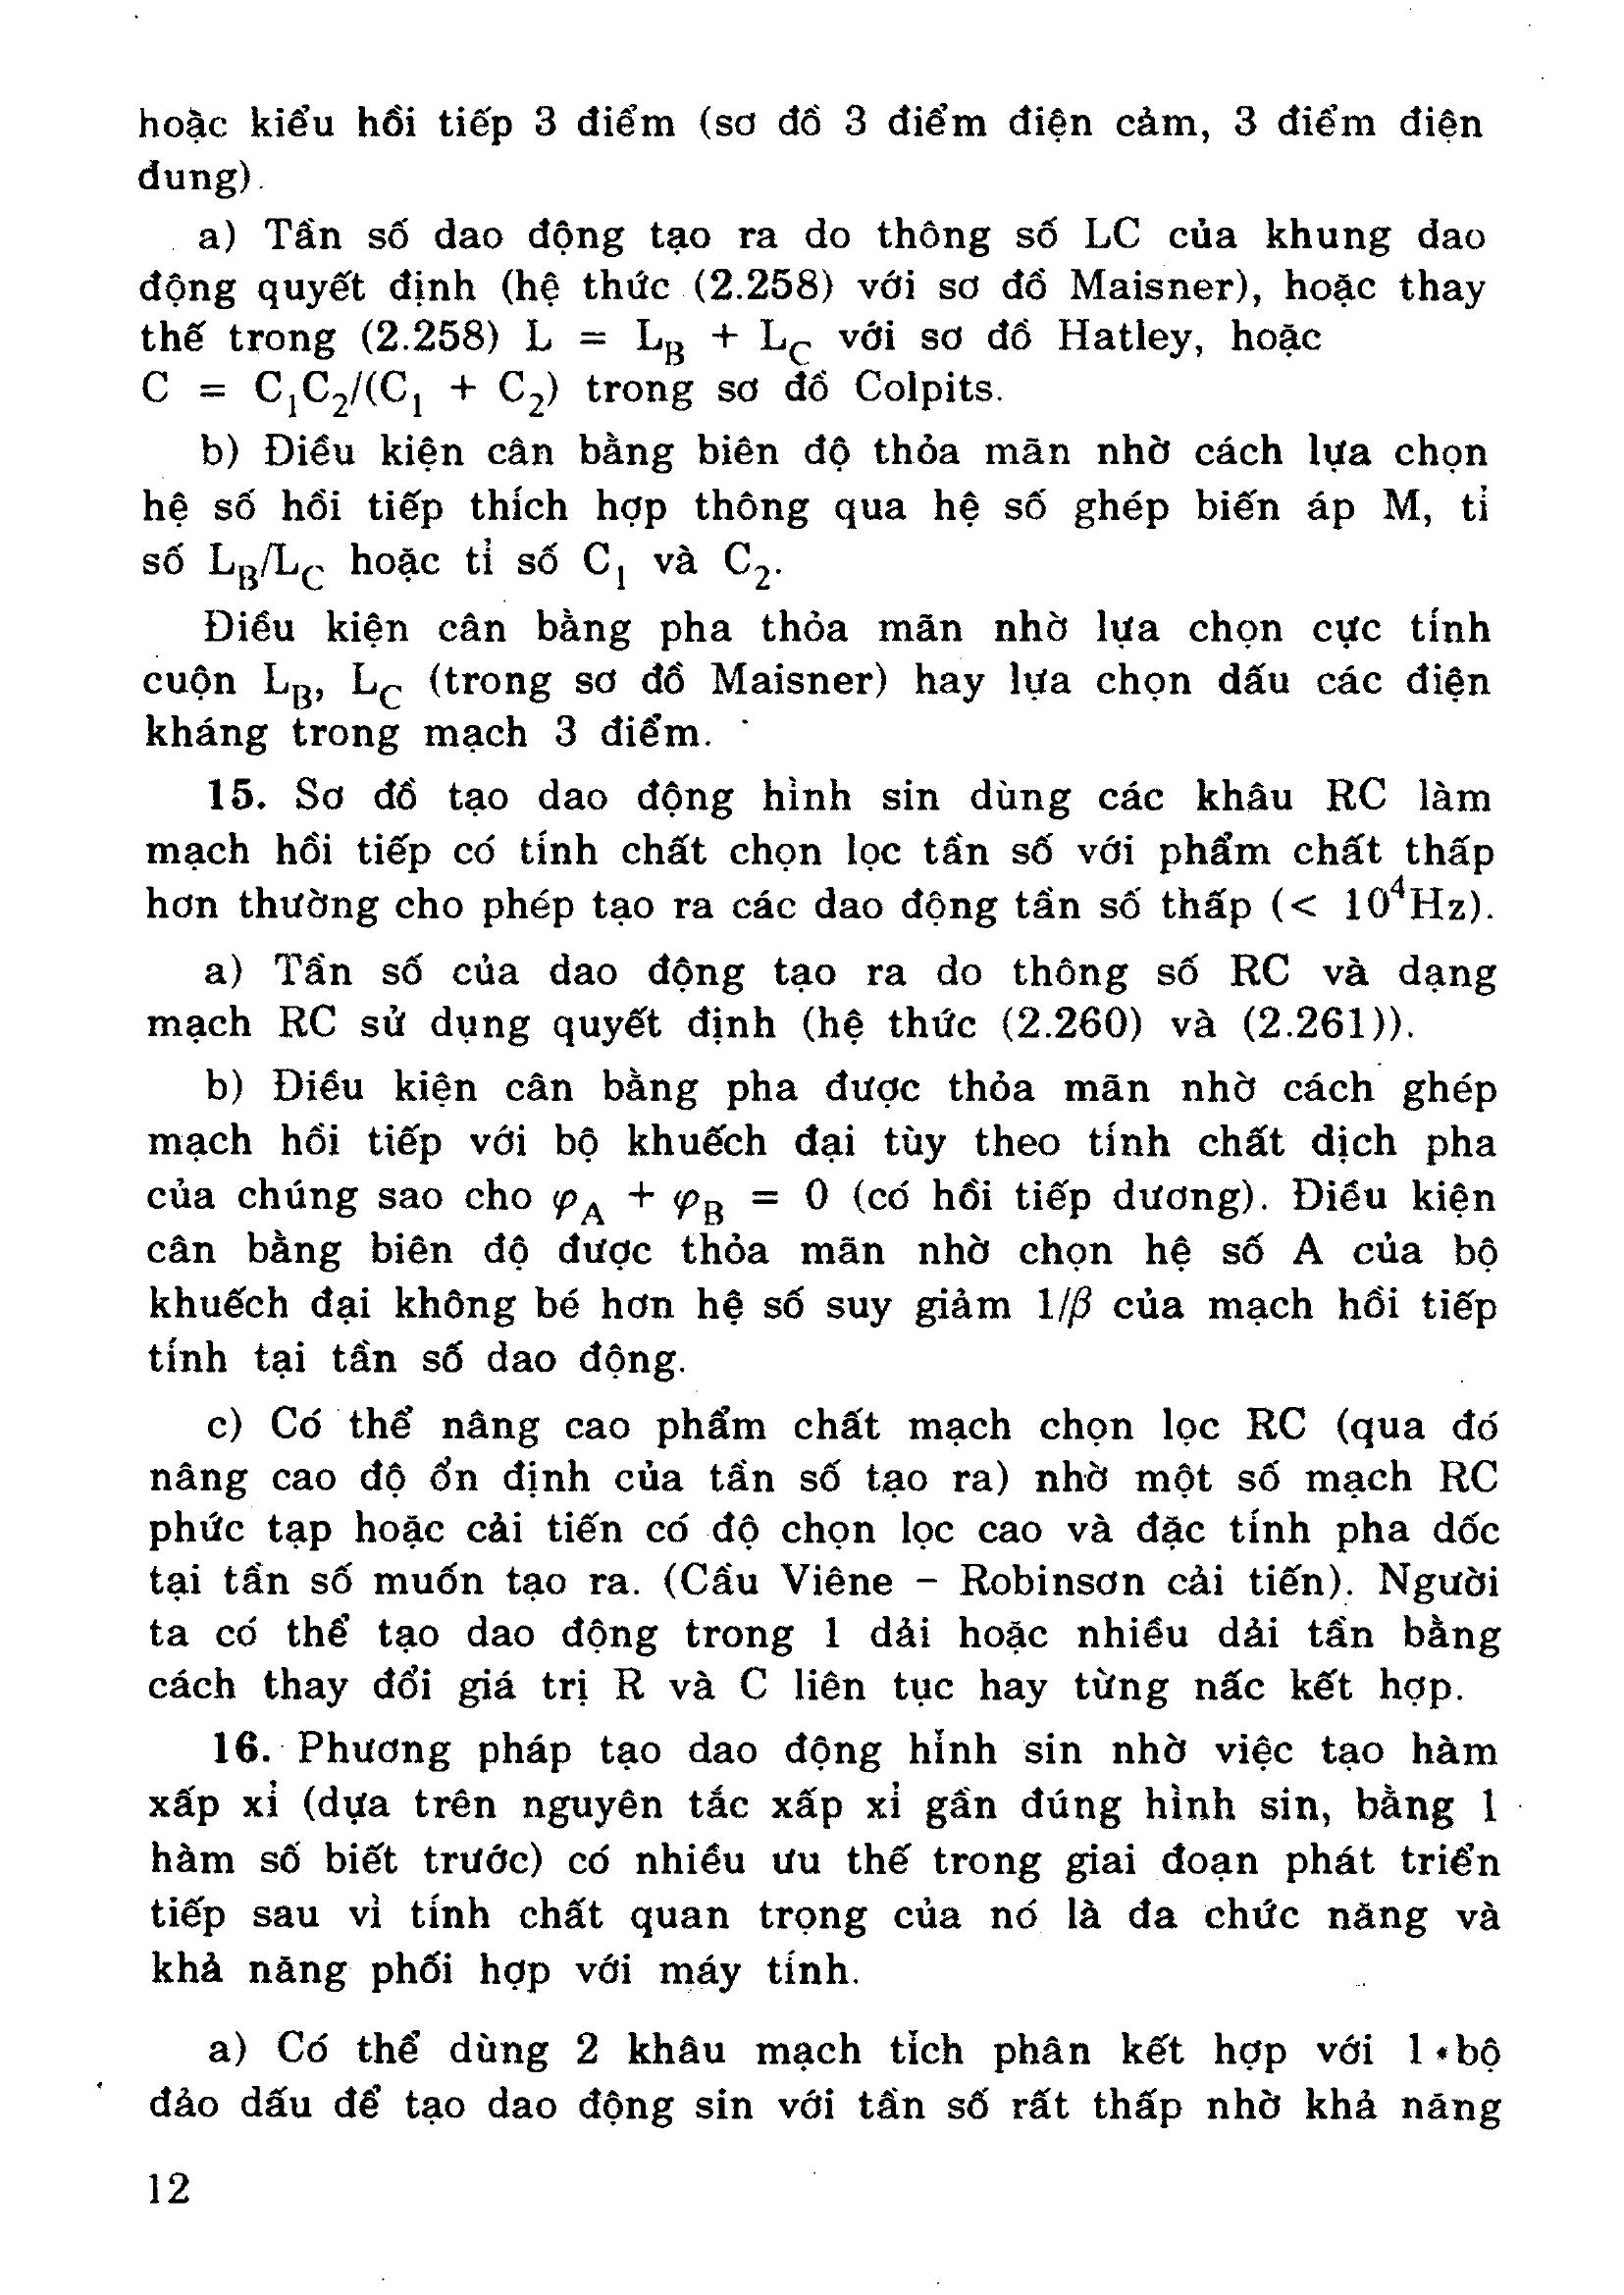 hoặc kiểu hồi tiếp 3 điểm (sơ đồ 3 điểm điện cảm, 3 điểm điện
dung).
a) Tần số dao động tạo ra do thông số LC của khung dao
động quyết định (hệ thức (2.258) với sơ đồ Maisner), hoặc thay
thế trong (2.258) L = L_B + L_C với sơ đồ Hatley, hoặc
C = C₁C₂/(C₁ + C₂) trong sơ đồ Colpits.
b) Điều kiện cân bằng biên độ thỏa mãn nhờ cách lựa chọn
hệ số hồi tiếp thích hợp thông qua hệ số ghép biến áp M, tỉ
số L_B/L_C hoặc tỉ số C₁ và C₂.
Điều kiện cân bằng pha thỏa mãn nhờ lựa chọn cực tính
cuộn L_B, L_C (trong sơ đồ Maisner) hay lựa chọn dấu các điện
kháng trong mạch 3 điểm.
15. Sơ đồ tạo dao động hình sin dùng các khâu RC làm
mạch hồi tiếp có tính chất chọn lọc tần số với phẩm chất thấp
hơn thường cho phép tạo ra các dao động tần số thấp (< 10⁴Hz).
a) Tần số của dao động tạo ra do thông số RC và dạng
mạch RC sử dụng quyết định (hệ thức (2.260) và (2.261)).
b) Điều kiện cân bằng pha được thỏa mãn nhờ cách ghép
mạch hồi tiếp với bộ khuếch đại tùy theo tính chất dịch pha
của chúng sao cho φ_A + φ_B = 0 (có hồi tiếp dương). Điều kiện
cân bằng biên độ được thỏa mãn nhờ chọn hệ số A của bộ
khuếch đại không bé hơn hệ số suy giảm 1/β của mạch hồi tiếp
tính tại tần số dao động.
c) Có thể nâng cao phẩm chất mạch chọn lọc RC (qua đó
nâng cao độ ổn định của tần số tạo ra) nhờ một số mạch RC
phức tạp hoặc cải tiến có độ chọn lọc cao và đặc tính pha dốc
tại tần số muốn tạo ra. (Cầu Viêne - Robinsơn cải tiến). Người
ta có thể tạo dao động trong 1 dải hoặc nhiều dải tần bằng
cách thay đổi giá trị R và C liên tục hay từng nấc kết hợp.
16. Phương pháp tạo dao động hình sin nhờ việc tạo hàm
xấp xỉ (dựa trên nguyên tắc xấp xỉ gần đúng hình sin, bằng 1
hàm số biết trước) có nhiều ưu thế trong giai đoạn phát triển
tiếp sau vì tính chất quan trọng của nó là đa chức năng và
khả năng phối hợp với máy tính.
a) Có thể dùng 2 khâu mạch tích phân kết hợp với 1 bộ
đảo dấu để tạo dao động sin với tần số rất thấp nhờ khả năng
12